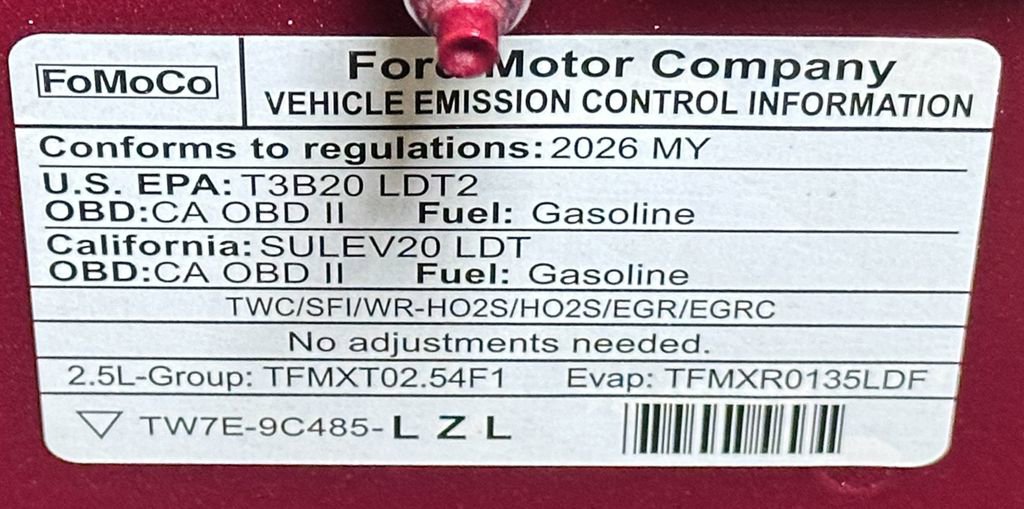 FoMoCo
Ford Motor Company
VEHICLE EMISSION CONTROL INFORMATION
Conforms to regulations: 2026 MY
U.S. EPA: T3B20 LDT2
OBD:CA OBD II Fuel: Gasoline
California: SULEV20 LDT
OBD:CA OBD II Fuel: Gasoline
TWC/SFI/WR-HO2S/HO2S/EGR/EGRC
No adjustments needed.
2.5L-Group: TFMXT02.54F1 Evap: TFMXR0135LDF
TW7E-9C485-L Z L